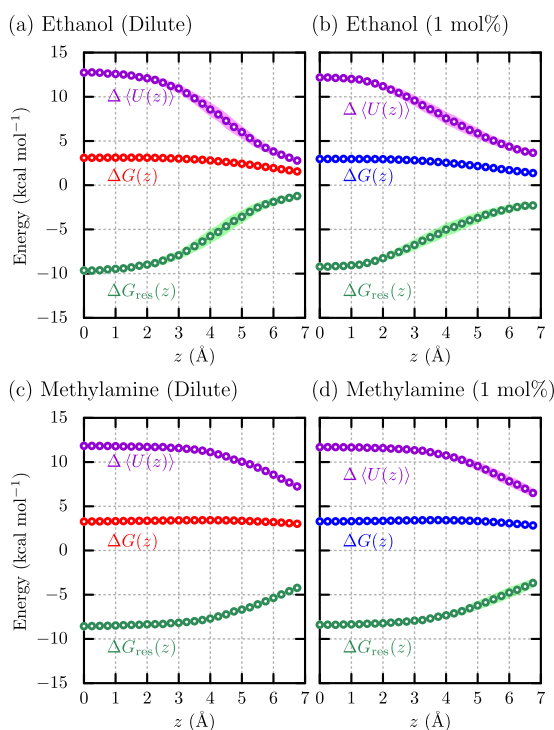 (a) Ethanol (Dilute)
(b) Ethanol (1 mol%)
Energy (kcal mol⁻¹)
15
10
5
0
−5
−10
−15
Δ ⟨U(z)⟩
ΔG(z)
ΔG_res(z)
0 1 2 3 4 5 6 7
z (Å)
Δ ⟨U(z)⟩
ΔG(z)
ΔG_res(z)
0 1 2 3 4 5 6 7
z (Å)
(c) Methylamine (Dilute)
(d) Methylamine (1 mol%)
Energy (kcal mol⁻¹)
15
10
5
0
−5
−10
−15
Δ ⟨U(z)⟩
ΔG(z)
ΔG_res(z)
0 1 2 3 4 5 6 7
z (Å)
Δ ⟨U(z)⟩
ΔG(z)
ΔG_res(z)
0 1 2 3 4 5 6 7
z (Å)